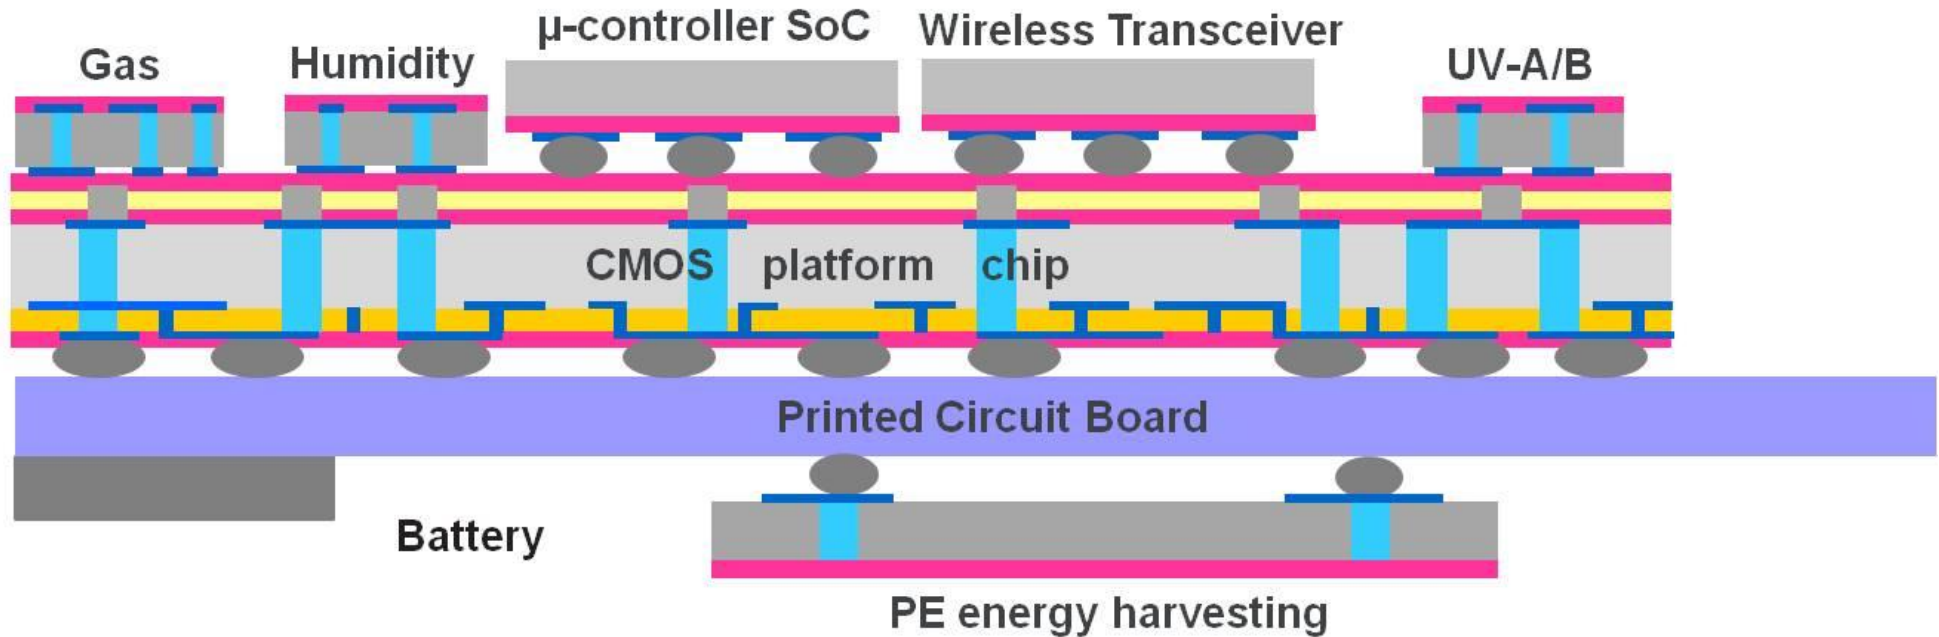 Gas
Humidity
µ-controller SoC
Wireless Transceiver
UV-A/B
CMOS platform chip
Printed Circuit Board
Battery
PE energy harvesting